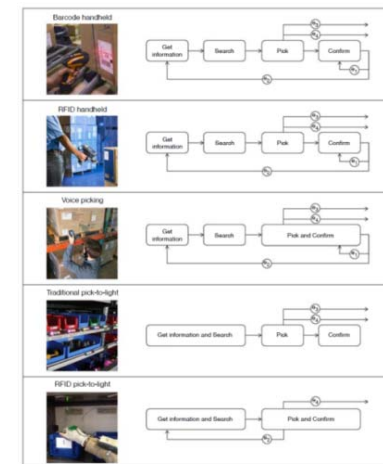 Barcode handheld
Get
information
Search
Pick
Confirm
RFID handheld
Get
information
Search
Pick
Confirm
Voice picking
Get
information
Search
Pick and Confirm
Traditional pick-to-light
Get information and Search
Pick
Confirm
RFID pick-to-light
Get information and Search
Pick and Confirm